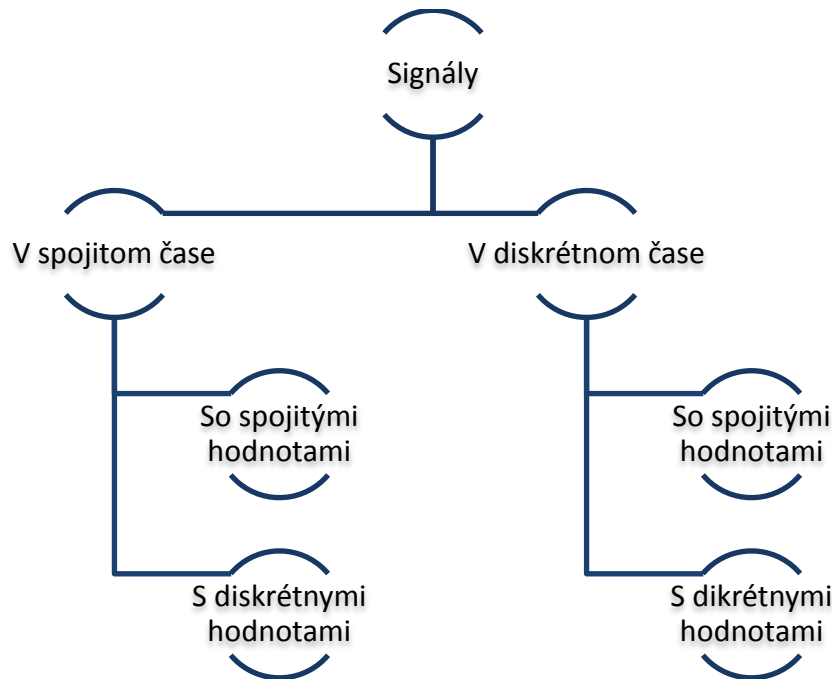 Signály
V spojitom čase
V diskrétnom čase
So spojitými
hodnotami
So spojitými
hodnotami
S diskrétnymi
hodnotami
S dikrétnymi
hodnotami